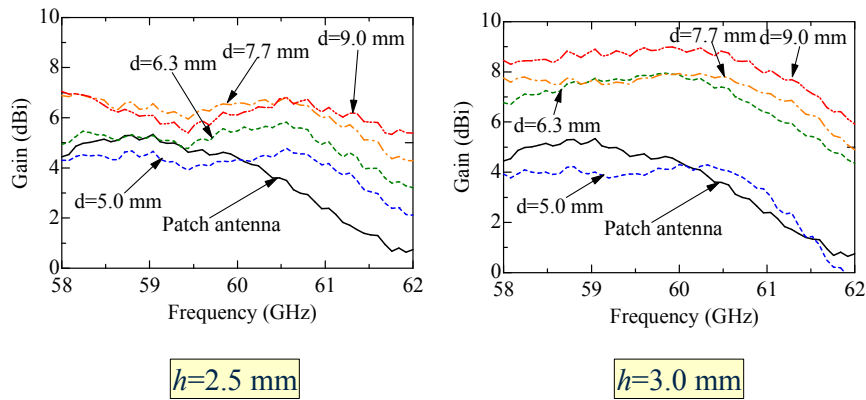 10
8
6
4
2
0
Gain (dBi)
d=6.3 mm
d=7.7 mm
d=9.0 mm
d=5.0 mm
Patch antenna
58 59 60 61 62
Frequency (GHz)
h=2.5 mm
10
8
6
4
2
0
Gain (dBi)
d=7.7 mm
d=9.0 mm
d=6.3 mm
d=5.0 mm
Patch antenna
58 59 60 61 62
Frequency (GHz)
h=3.0 mm